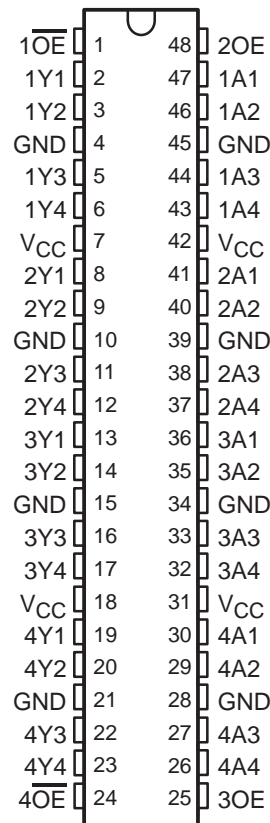 1O̅E̅ 1 48 2OE
1Y1 2 47 1A1
1Y2 3 46 1A2
GND 4 45 GND
1Y3 5 44 1A3
1Y4 6 43 1A4
VCC 7 42 VCC
2Y1 8 41 2A1
2Y2 9 40 2A2
GND 10 39 GND
2Y3 11 38 2A3
2Y4 12 37 2A4
3Y1 13 36 3A1
3Y2 14 35 3A2
GND 15 34 GND
3Y3 16 33 3A3
3Y4 17 32 3A4
VCC 18 31 VCC
4Y1 19 30 4A1
4Y2 20 29 4A2
GND 21 28 GND
4Y3 22 27 4A3
4Y4 23 26 4A4
4O̅E̅ 24 25 3OE